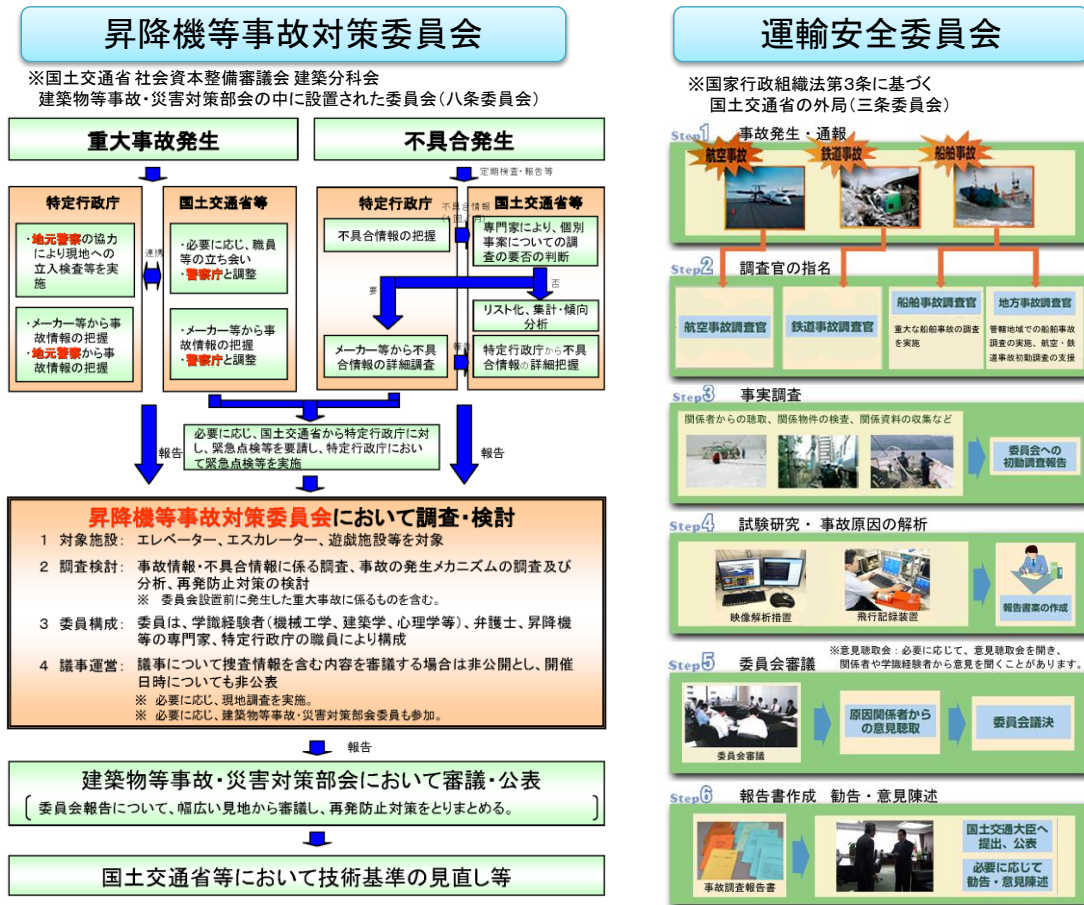 昇降機等事故対策委員会
※国土交通省 社会資本整備審議会 建築分科会
建築物等事故・災害対策部会の中に設置された委員会(八条委員会)
重大事故発生
不具合発生
定期検査・報告等
特定行政庁
国土交通省等
・地元警察の協力
により現地への
立入検査等を実
施
連携
・必要に応じ、職員
等の立ち会い
・警察庁と調整
・メーカー等から事
故情報の把握
・地元警察から事
故情報の把握
・メーカー等から事
故情報の把握
・警察庁と調整
特定行政庁
不具合情報
(1回/月)
国土交通省等
不具合情報の把握
専門家により、個別
事案についての調
査の要否の判断
要
否
リスト化、集計・傾向
分析
メーカー等から不具
合情報の詳細調査
報告
特定行政庁から不具
合情報の詳細把握
報告
必要に応じ、国土交通省から特定行政庁に対
し、緊急点検等を要請し、特定行政庁におい
て緊急点検等を実施
報告
昇降機等事故対策委員会において調査・検討
1 対象施設: エレベーター、エスカレーター、遊戯施設等を対象
2 調査検討: 事故情報・不具合情報に係る調査、事故の発生メカニズムの調査及び
分析、再発防止対策の検討
※ 委員会設置前に発生した重大事故に係るものを含む。
3 委員構成: 委員は、学識経験者(機械工学、建築学、心理学等)、弁護士、昇降機
等の専門家、特定行政庁の職員により構成
4 議事運営: 議事について捜査情報を含む内容を審議する場合は非公開とし、開催
日時についても非公表
※ 必要に応じ、現地調査を実施。
※ 必要に応じ、建築物等事故・災害対策部会委員も参加。
報告
建築物等事故・災害対策部会において審議・公表
委員会報告について、幅広い見地から審議し、再発防止対策をとりまとめる。
国土交通省等において技術基準の見直し等
運輸安全委員会
※国家行政組織法第3条に基づく
国土交通省の外局(三条委員会)
Step1 事故発生・通報
航空事故
鉄道事故
船舶事故
Step2 調査官の指名
航空事故調査官
鉄道事故調査官
船舶事故調査官
重大な船舶事故の調査
を実施
地方事故調査官
管轄地域での船舶事故
調査の実施、航空・鉄
道事故初動調査の支援
Step3 事実調査
関係者からの聴取、関係物件の検査、関係資料の収集など
委員会への
初動調査報告
Step4 試験研究・事故原因の解析
映像解析措置
飛行記録装置
報告書案の作成
Step5 委員会審議
※意見聴取会:必要に応じて、意見聴取会を開き、
関係者や学識経験者から意見を聞くことがあります。
委員会審議
原因関係者から
の意見聴取
委員会議決
Step6 報告書作成 勧告・意見陳述
事故調査報告書
国土交通大臣へ
提出、公表
必要に応じて
勧告・意見陳述